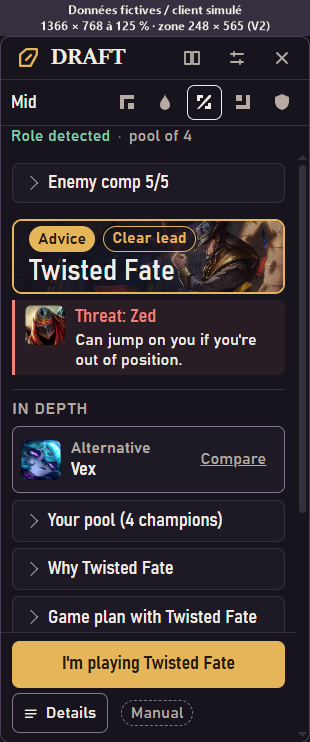 Données fictives / client simulé
1366 × 768 à 125 % · zone 248 × 565 (V2)
DRAFT
Mid
Role detected · pool of 4
Enemy comp 5/5
Advice
Clear lead
Twisted Fate
Threat: Zed
Can jump on you if you're
out of position.
IN DEPTH
Alternative
Vex
Compare
Your pool (4 champions)
Why Twisted Fate
Game plan with Twisted Fate
I'm playing Twisted Fate
Details
Manual